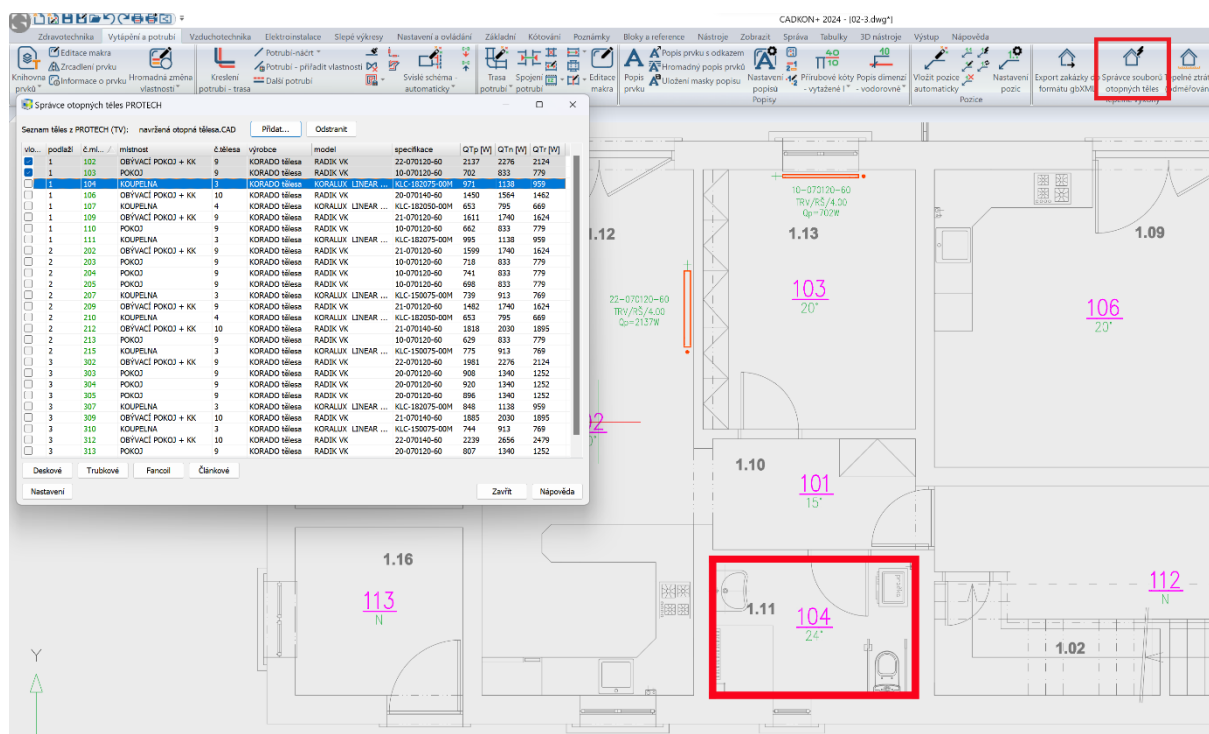 CADKON+ 2024 - [02-3.dwg*]
Zdravotechnika Vytápění a potrubí Vzduchotechnika Elektroinstalace Slepé výkresy Nastavení a ovládání Základní Kótování Poznámky Bloky a reference Nástroje Zobrazit Správa Tabulky 3D nástroje Výstup Nápověda
Editace makra
Zrcadlení prvku
Informace o prvku
Knihovna prvků
Hromadná změna vlastností
Kreslení potrubí - trasa
Potrubí-náčrt
Potrubí - přiřadit vlastnosti
Další potrubí
Svislé schéma - automaticky
Trasa potrubí
Spojení potrubí
Editace makra
Popis prvku
Popis prvku s odkazem
Hromadný popis prvků
Uložení masky popisu
Nastavení popisů
Přírubové kóty - vytažené I
Popis dimenzí - vodorovné
Popisy
Vložit pozice automaticky
Nastavení pozic
Pozice
Export zakázky do formátu gbXML
Správce souborů otopných těles
Tepelné výkony
Správce otopných těles PROTECH
Seznam těles z PROTECH (TV): navržená otopná tělesa.CAD Přidat... Odstranit
vlo... podlaží č.mí... / místnost č.tělesa výrobce model specifikace QTp [W] QTn [W] QTr [W]
1 102 OBÝVACÍ POKOJ + KK 9 KORADO tělesa RADIK VK 22-070120-60 2137 2276 2124
1 103 POKOJ 9 KORADO tělesa RADIK VK 10-070120-60 702 833 779
1 104 KOUPELNA 3 KORADO tělesa KORALUX LINEAR ... KLC-182075-00M 971 1138 959
1 106 OBÝVACÍ POKOJ + KK 10 KORADO tělesa RADIK VK 20-070140-60 1450 1564 1462
1 107 KOUPELNA 4 KORADO tělesa KORALUX LINEAR ... KLC-182050-00M 653 795 669
1 109 OBÝVACÍ POKOJ + KK 9 KORADO tělesa RADIK VK 21-070120-60 1611 1740 1624
1 110 POKOJ 9 KORADO tělesa RADIK VK 10-070120-60 662 833 779
1 111 KOUPELNA 3 KORADO tělesa KORALUX LINEAR ... KLC-182075-00M 995 1138 959
2 202 OBÝVACÍ POKOJ + KK 9 KORADO tělesa RADIK VK 21-070120-60 1599 1740 1624
2 203 POKOJ 9 KORADO tělesa RADIK VK 10-070120-60 718 833 779
2 204 POKOJ 9 KORADO tělesa RADIK VK 10-070120-60 741 833 779
2 205 POKOJ 9 KORADO tělesa RADIK VK 10-070120-60 698 833 779
2 207 KOUPELNA 3 KORADO tělesa KORALUX LINEAR ... KLC-150075-00M 739 913 769
2 209 OBÝVACÍ POKOJ + KK 9 KORADO tělesa RADIK VK 21-070120-60 1482 1740 1624
2 210 KOUPELNA 4 KORADO tělesa KORALUX LINEAR ... KLC-182050-00M 653 795 669
2 212 OBÝVACÍ POKOJ + KK 10 KORADO tělesa RADIK VK 21-070140-60 1818 2030 1895
2 213 POKOJ 9 KORADO tělesa RADIK VK 10-070120-60 629 833 779
2 215 KOUPELNA 3 KORADO tělesa KORALUX LINEAR ... KLC-150075-00M 775 913 769
3 302 OBÝVACÍ POKOJ + KK 9 KORADO tělesa RADIK VK 22-070120-60 1981 2276 2124
3 303 POKOJ 9 KORADO tělesa RADIK VK 20-070120-60 908 1340 1252
3 304 POKOJ 9 KORADO tělesa RADIK VK 20-070120-60 920 1340 1252
3 305 POKOJ 9 KORADO tělesa RADIK VK 20-070120-60 896 1340 1252
3 307 KOUPELNA 3 KORADO tělesa KORALUX LINEAR ... KLC-182075-00M 848 1138 959
3 309 OBÝVACÍ POKOJ + KK 10 KORADO tělesa RADIK VK 21-070140-60 1885 2030 1895
3 310 KOUPELNA 3 KORADO tělesa KORALUX LINEAR ... KLC-150075-00M 744 913 769
3 312 OBÝVACÍ POKOJ + KK 10 KORADO tělesa RADIK VK 22-070140-60 2239 2656 2479
3 313 POKOJ 9 KORADO tělesa RADIK VK 20-070120-60 807 1340 1252
Deskové Trubkové Fancoil Článkové
Nastavení Zavřít Nápověda
10-070120-60
TRV/RŠ/4.00
Qp=702W
1.12 1.13 1.09
103
20°
22-070120-60
TRV/RŠ/4.00
Qp=2137W
106
20°
1.10
101
15°
1.16
113
N
1.11
104
24°
112
N
1.02
Y